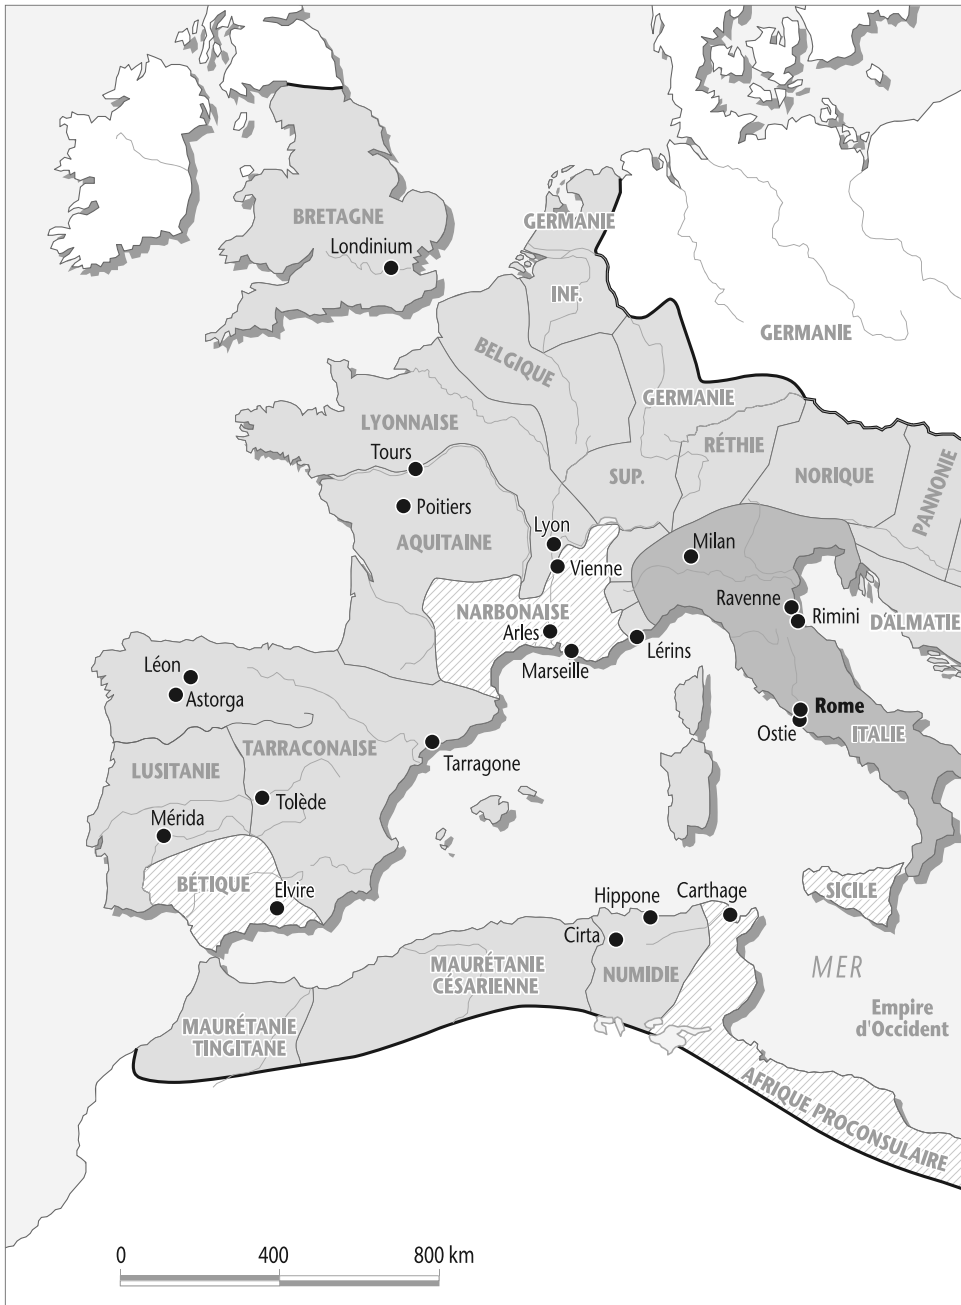 BRETAGNE
Londinium
GERMANIE
INF.
BELGIQUE
GERMANIE
GERMANIE
SUP.
RÉTHIE
NORIQUE
PANNONIE
LYONNAISE
Tours
Poitiers
AQUITAINE
Lyon
Vienne
Milan
NARBONAISE
Arles
Marseille
Lérins
Ravenne
Rimini
DALMATIE
Rome
Ostie
ITALIE
Léon
Astorga
TARRACONAISE
Tarragone
LUSITANIE
Tolède
Mérida
BÉTIQUE
Elvire
SICILE
Hippone
Carthage
Cirta
NUMIDIE
MAURÉTANIE
CÉSARIENNE
MAURÉTANIE
TINGITANE
MER
Empire
d'Occident
AFRIQUE PROCONSULAIRE
0 400 800 km